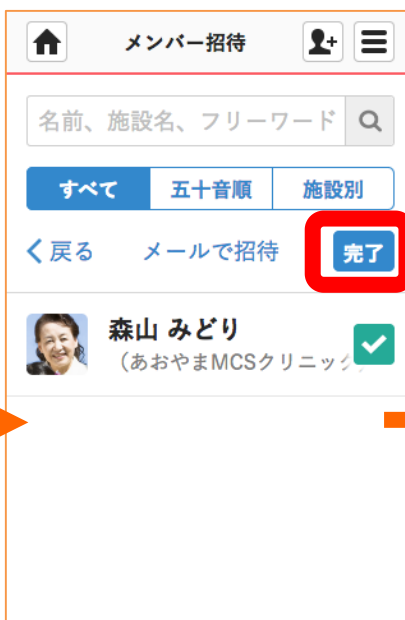 メンバー招待
名前、施設名、フリーワード
すべて 五十音順 施設別
戻る メールで招待 完了
森山 みどり
（あおやまMCSクリニック